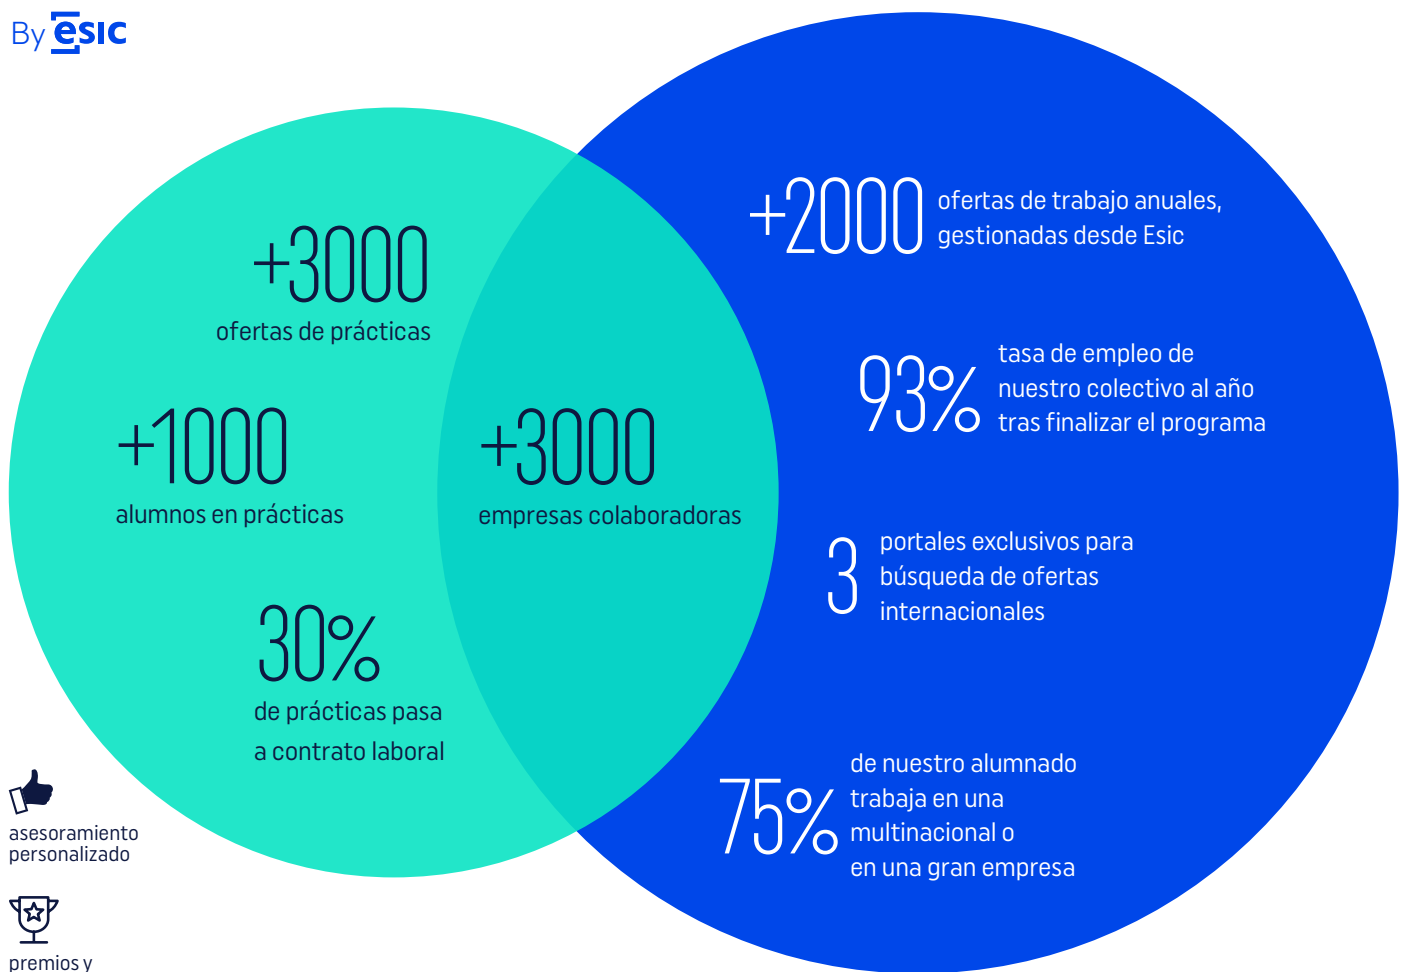 By esic
+3000
ofertas de prácticas
+1000
alumnos en prácticas
30%
de prácticas pasa
a contrato laboral
+3000
empresas colaboradoras
+2000
ofertas de trabajo anuales,
gestionadas desde Esic
93%
tasa de empleo de
nuestro colectivo al año
tras finalizar el programa
3
portales exclusivos para
búsqueda de ofertas
internacionales
75%
de nuestro alumnado
trabaja en una
multinacional o
en una gran empresa
asesoramiento
personalizado
premios y